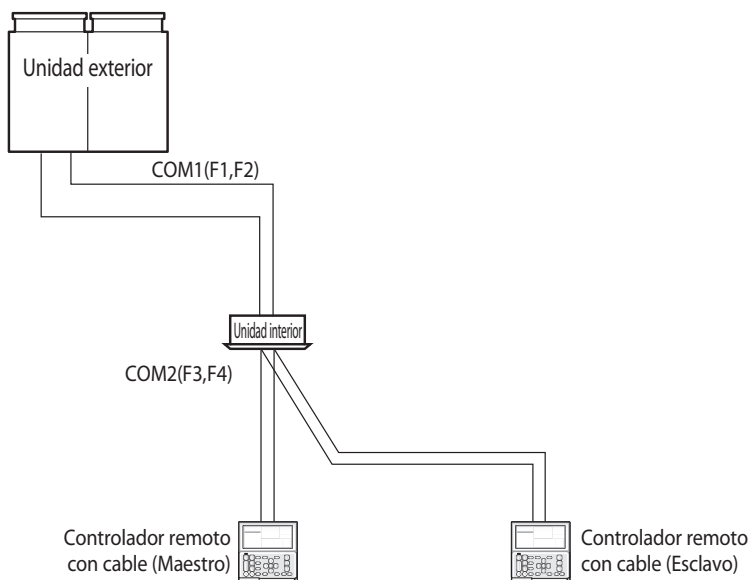 Unidad exterior
COM1(F1,F2)
Unidad interior
COM2(F3,F4)
Controlador remoto
con cable (Maestro)
Controlador remoto
con cable (Esclavo)